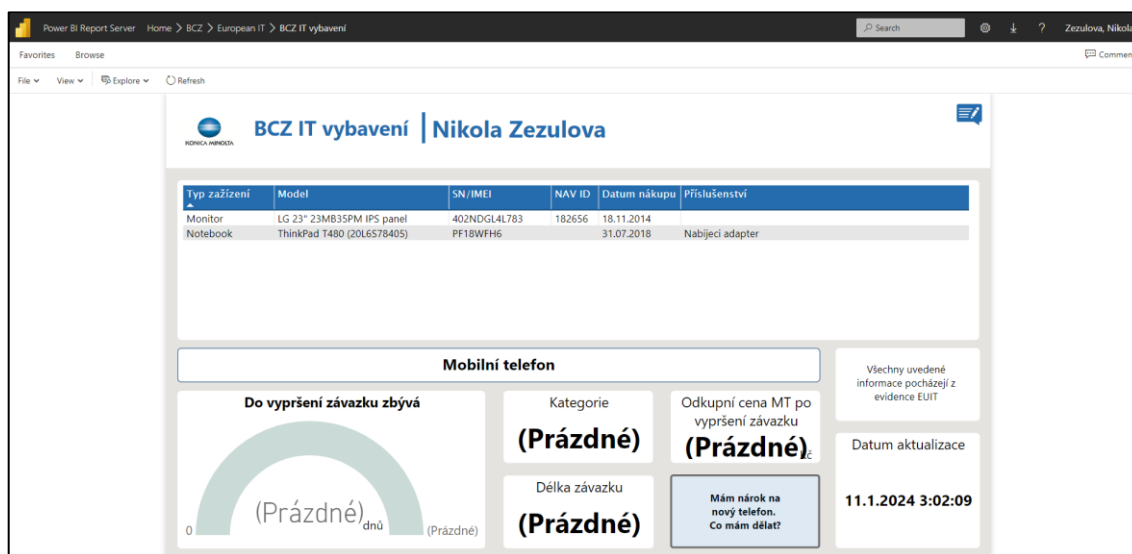 Power BI Report Server Home > BCZ > European IT > BCZ IT vybavení Search ? Zezulova, Nikola
Favorites Browse Commen
File View Explore Refresh
KONICA MINOLTA
BCZ IT vybavení | Nikola Zezulova
Typ zažízení Model SN/IMEI NAV ID Datum nákupu Příslušenství
Monitor LG 23" 23MB35PM IPS panel 402NDGL4L783 182656 18.11.2014
Notebook ThinkPad T480 (20L6S78405) PF18WFH6 31.07.2018 Nabíjeci adapter
Mobilní telefon
Všechny uvedené
informace pocházejí z
evidence EUIT
Do vypršení závazku zbývá
0
(Prázdné) dnů
(Prázdné)
Kategorie
(Prázdné)
Odkupní cena MT po
vypršení závazku
(Prázdné) Kč
Délka závazku
(Prázdné)
Mám nárok na
nový telefon.
Co mám dělat?
Datum aktualizace
11.1.2024 3:02:09